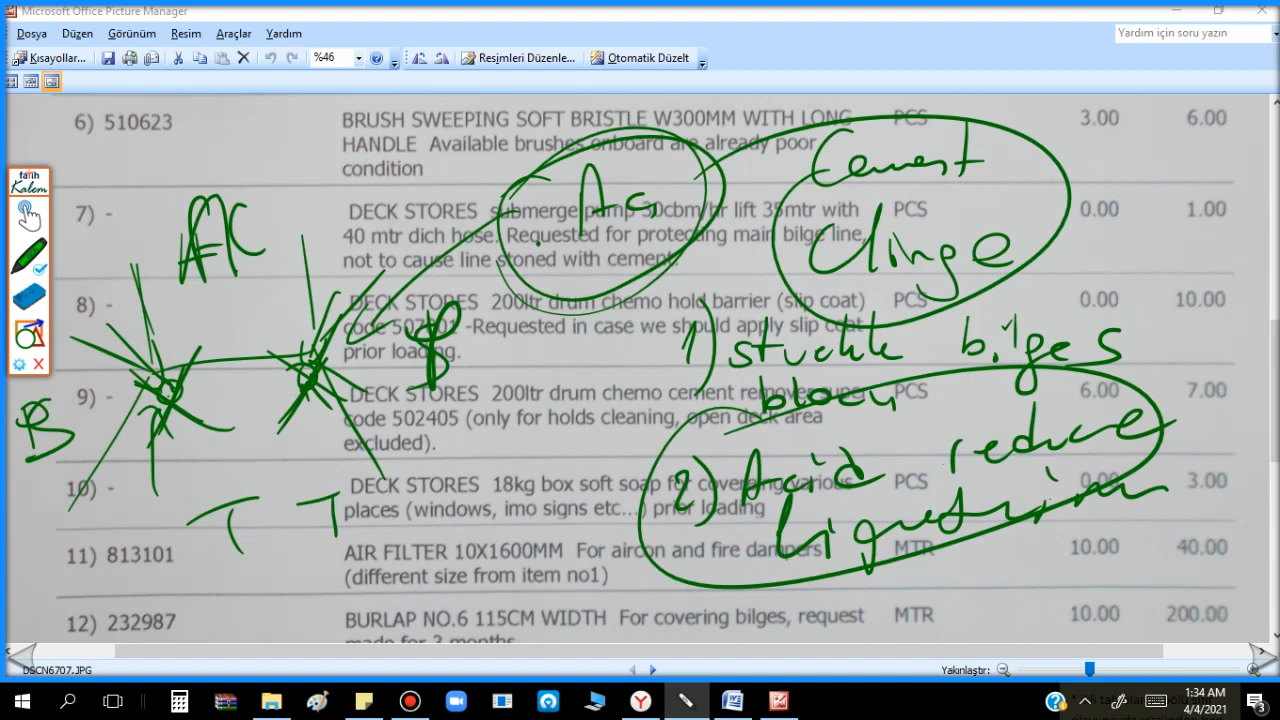 Microsoft Office Picture Manager
Dosya Düzen Görünüm Resim Araçlar Yardım
Yardım için soru yazın
Kısayollar... %46 Resimleri Düzenle... Otomatik Düzelt
6) 510623 BRUSH SWEEPING SOFT BRISTLE W300MM WITH LONG PCS 3.00 6.00
HANDLE Available brushes onboard are already poor
condition
Cement
fatih
Kalem
AG
7) - DECK STORES submerge pump 30cbm/hr lift 35mtr with PCS 0.00 1.00
40 mtr dich hose. Requested for protecting main bilge line,
not to cause line stoned with cement.
Clinge
8) - DECK STORES 200ltr drum chemo hold barrier (slip coat) PCS 0.00 10.00
code 507001 -Requested in case we should apply slip coat
prior loading.
1) stuckle bilges
block
9) - DECK STORES 200ltr drum chemo cement remover super PCS 6.00 7.00
code 502405 (only for holds cleaning, open deck area
excluded).
B
2) Acid reduce
10) - DECK STORES 18kg box soft soap for covering various PCS 0.00 3.00
places (windows, imo signs etc...) prior loading
T T
11) 813101 AIR FILTER 10X1600MM For aircon and fire dampers MTR 10.00 40.00
(different size from item no1)
12) 232987 BURLAP NO.6 115CM WIDTH For covering bilges, request MTR 10.00 200.00
made for 3 months
DSCN6707.JPG Yakınlaştır:
1:34 AM
4/4/2021
3